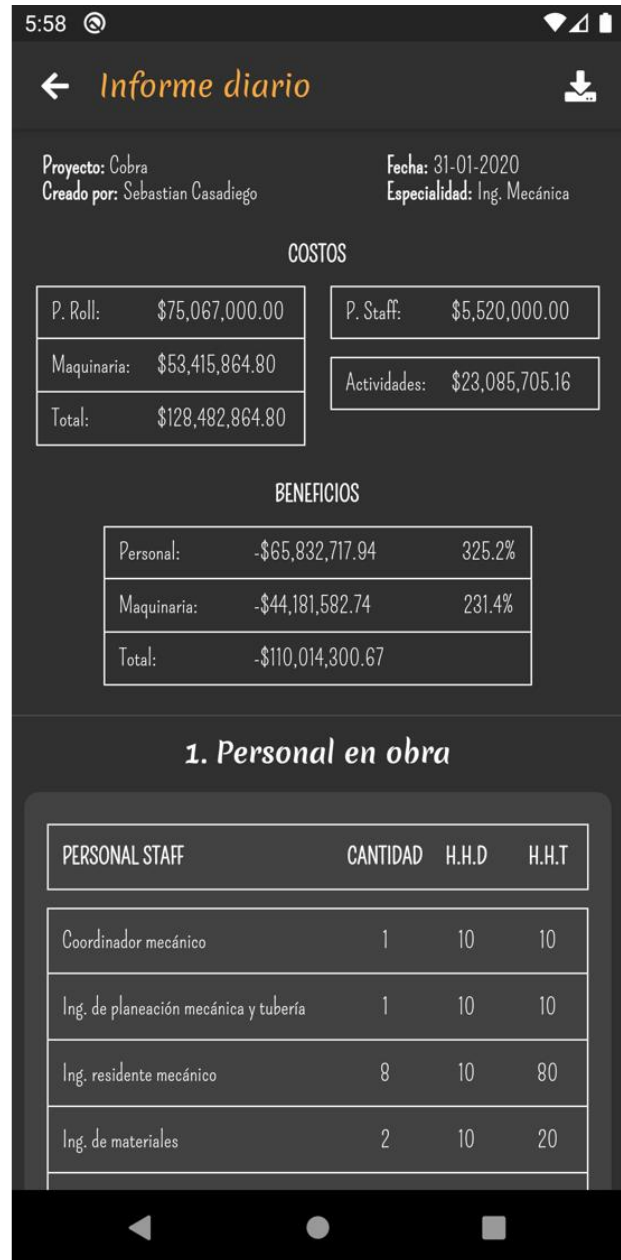 5:58
Informe diario
Proyecto: Cobra
Creado por: Sebastian Casadiego
Fecha: 31-01-2020
Especialidad: Ing. Mecánica
COSTOS
P. Roll: $75,067,000.00
Maquinaria: $53,415,864.80
Total: $128,482,864.80
P. Staff: $5,520,000.00
Actividades: $23,085,705.16
BENEFICIOS
Personal: -$65,832,717.94 325.2%
Maquinaria: -$44,181,582.74 231.4%
Total: -$110,014,300.67
1. Personal en obra
PERSONAL STAFF CANTIDAD H.H.D H.H.T
Coordinador mecánico 1 10 10
Ing. de planeación mecánica y tubería 1 10 10
Ing. residente mecánico 8 10 80
Ing. de materiales 2 10 20